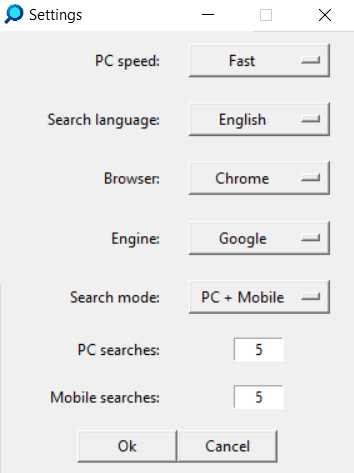 Settings
PC speed: Fast
Search language: English
Browser: Chrome
Engine: Google
Search mode: PC + Mobile
PC searches: 5
Mobile searches: 5
Ok Cancel